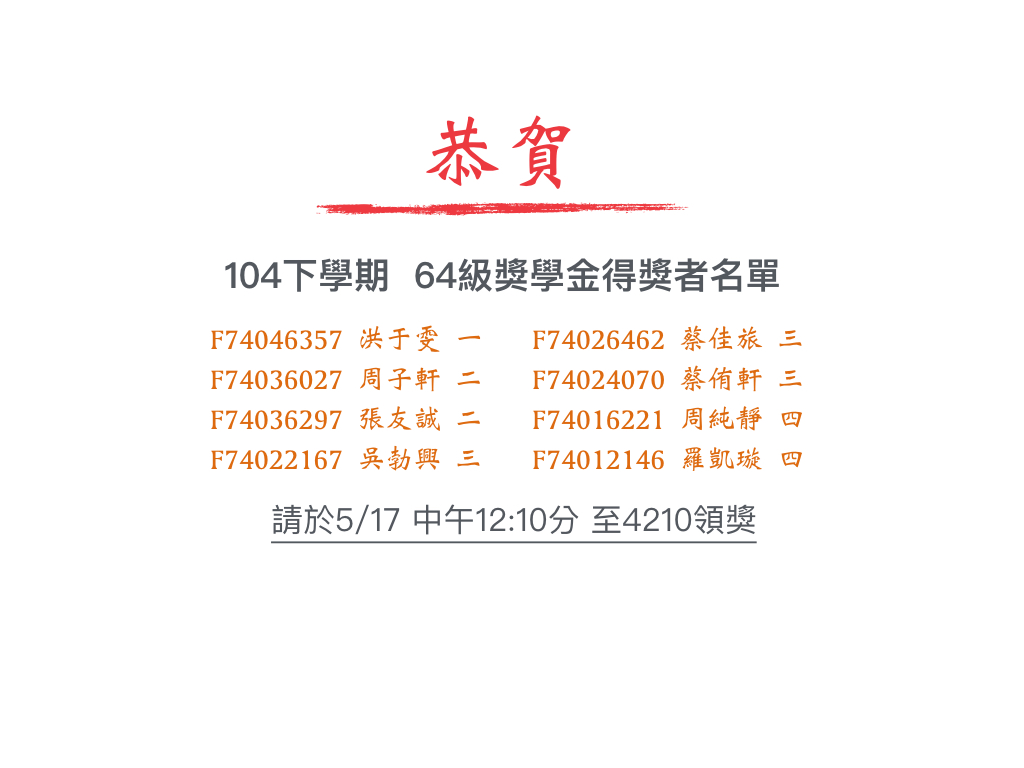 恭賀
104下學期 64級獎學金得獎者名單
F74046357 洪于雯 一 F74026462 蔡佳旅 三
F74036027 周子軒 二 F74024070 蔡侑軒 三
F74036297 張友誠 二 F74016221 周純靜 四
F74022167 吳勃興 三 F74012146 羅凱璇 四
請於5/17 中午12:10分 至4210領獎